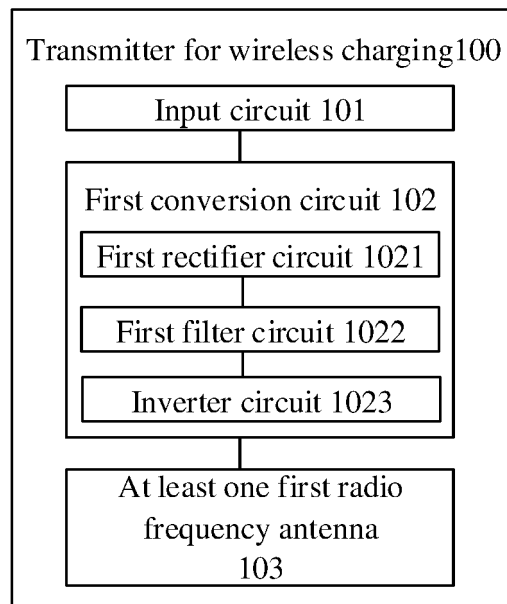 Transmitter for wireless charging100
Input circuit 101
First conversion circuit 102
First rectifier circuit 1021
First filter circuit 1022
Inverter circuit 1023
At least one first radio
frequency antenna
103